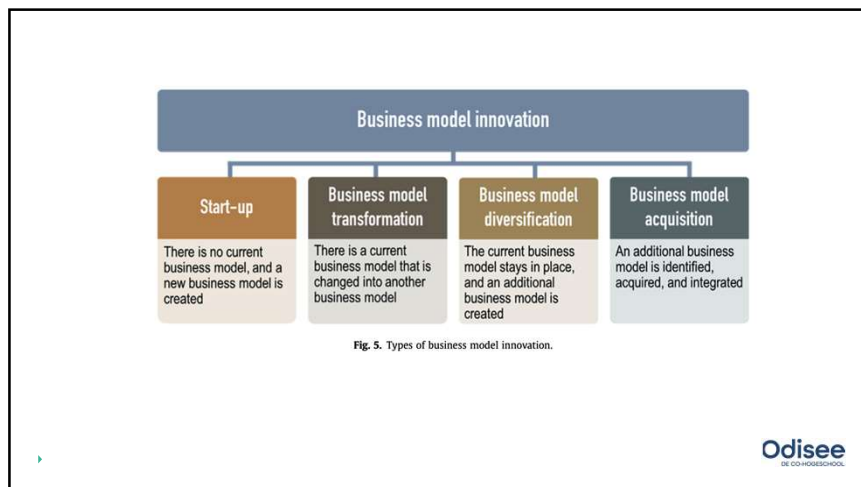 Business model innovation
Start-up
There is no current
business model, and a
new business model is
created
Business model
transformation
There is a current
business model that is
changed into another
business model
Business model
diversification
The current business
model stays in place,
and an additional
business model is
created
Business model
acquisition
An additional business
model is identified,
acquired, and integrated
Fig. 5. Types of business model innovation.
Odisee
DE CO-HOGESCHOOL